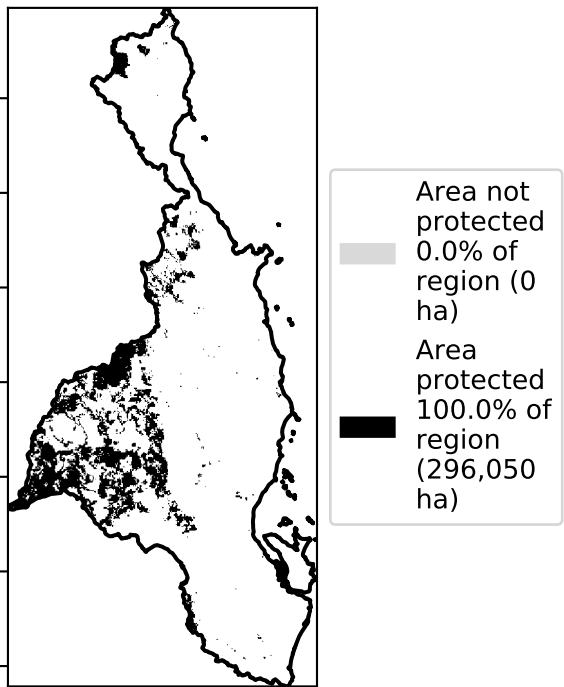 Area not
protected
0.0% of
region (0
ha)
Area
protected
100.0% of
region
(296,050
ha)